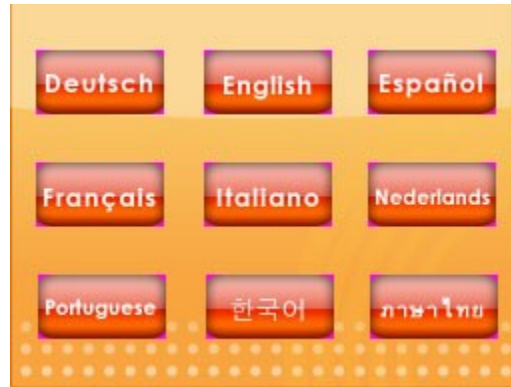 Deutsch
English
Español
Français
Italiano
Nederlands
Portuguese
한국어
ภาษาไทย